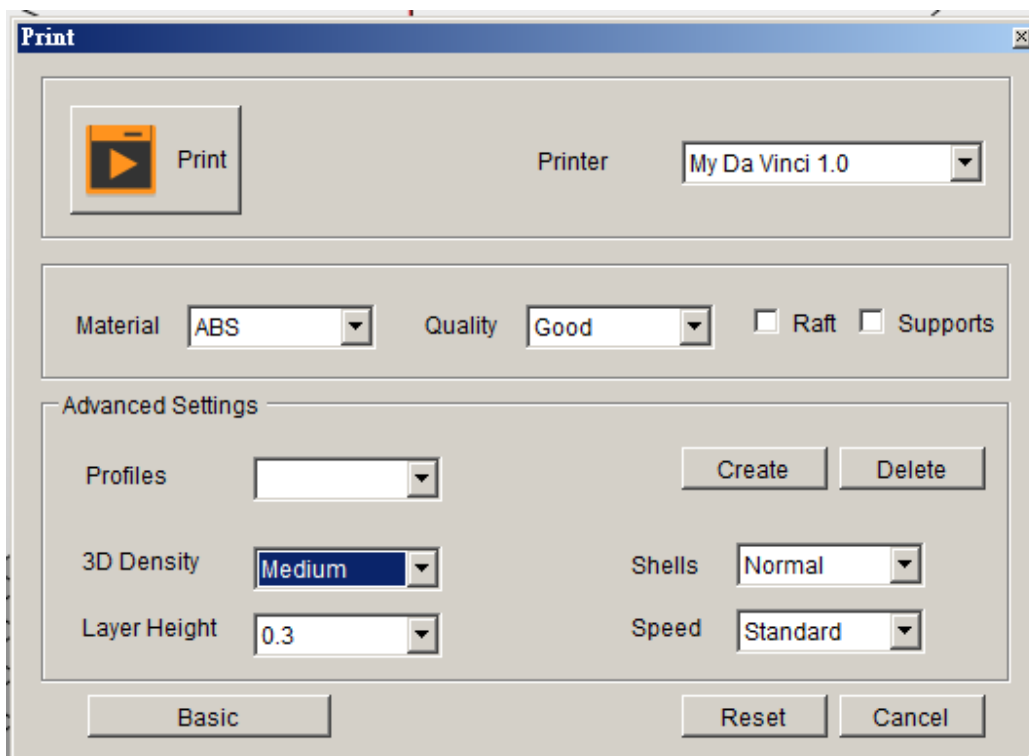 Print
Print Printer My Da Vinci 1.0
Material ABS Quality Good Raft Supports
Advanced Settings
Profiles Create Delete
3D Density Medium Shells Normal
Layer Height 0.3 Speed Standard
Basic Reset Cancel